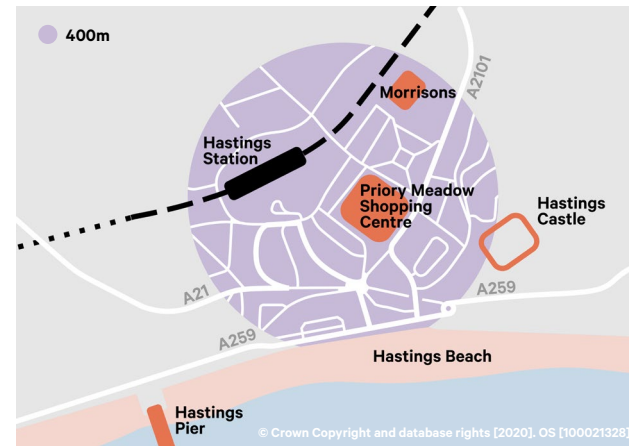 400m
A2101
Morrisons
Hastings
Station
Priory Meadow
Shopping
Centre
Hastings
Castle
A21
A259
A259
Hastings Beach
Hastings
Pier
© Crown Copyright and database rights [2020]. OS [100021328]